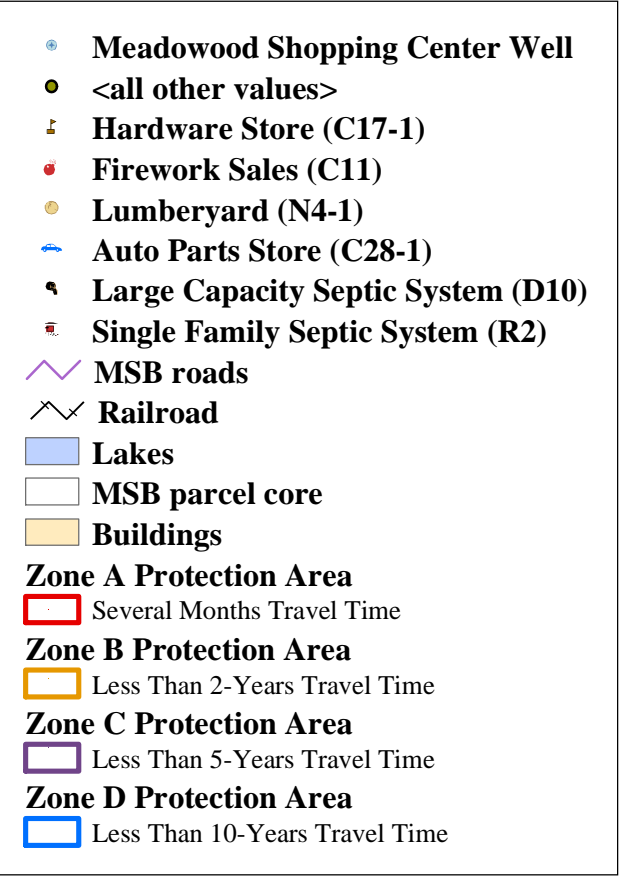 Meadowood Shopping Center Well
<all other values>
Hardware Store (C17-1)
Firework Sales (C11)
Lumberyard (N4-1)
Auto Parts Store (C28-1)
Large Capacity Septic System (D10)
Single Family Septic System (R2)
MSB roads
Railroad
Lakes
MSB parcel core
Buildings
Zone A Protection Area
Several Months Travel Time
Zone B Protection Area
Less Than 2-Years Travel Time
Zone C Protection Area
Less Than 5-Years Travel Time
Zone D Protection Area
Less Than 10-Years Travel Time